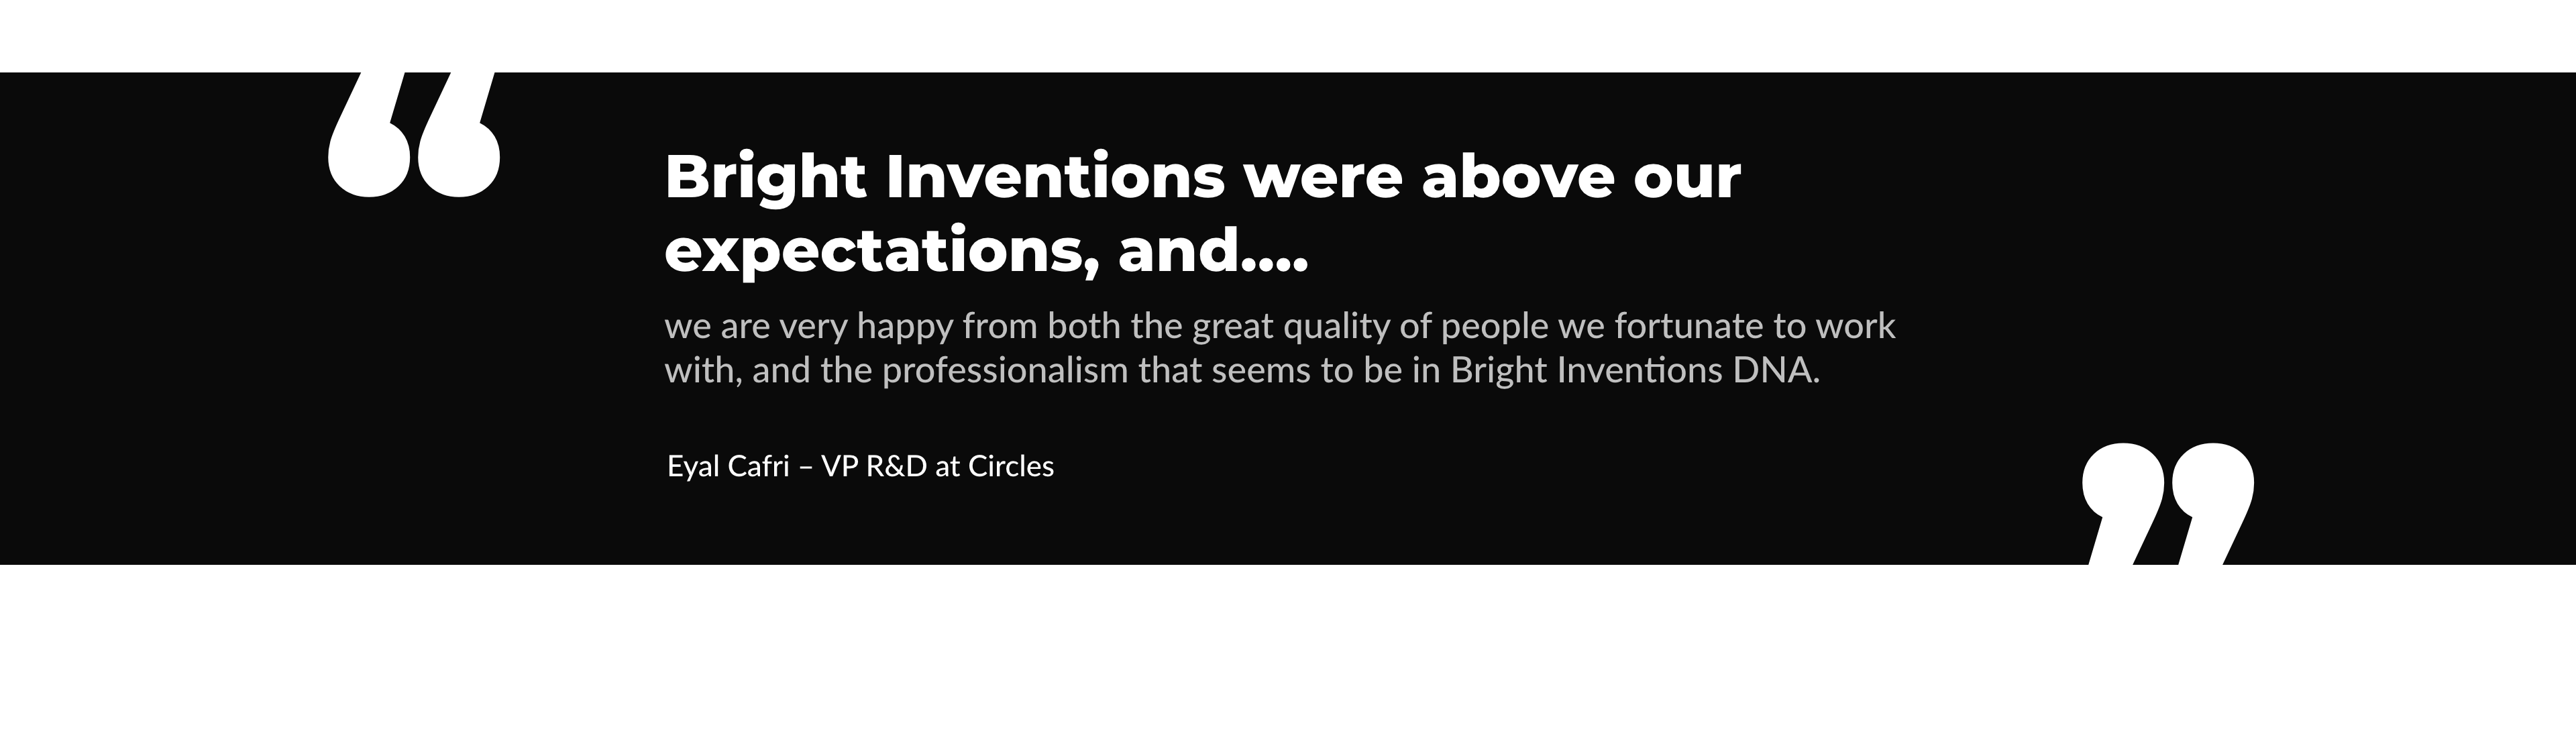 “
Bright Inventions were above our
expectations, and....
we are very happy from both the great quality of people we fortunate to work
with, and the professionalism that seems to be in Bright Inventions DNA.
Eyal Cafri – VP R&D at Circles
”